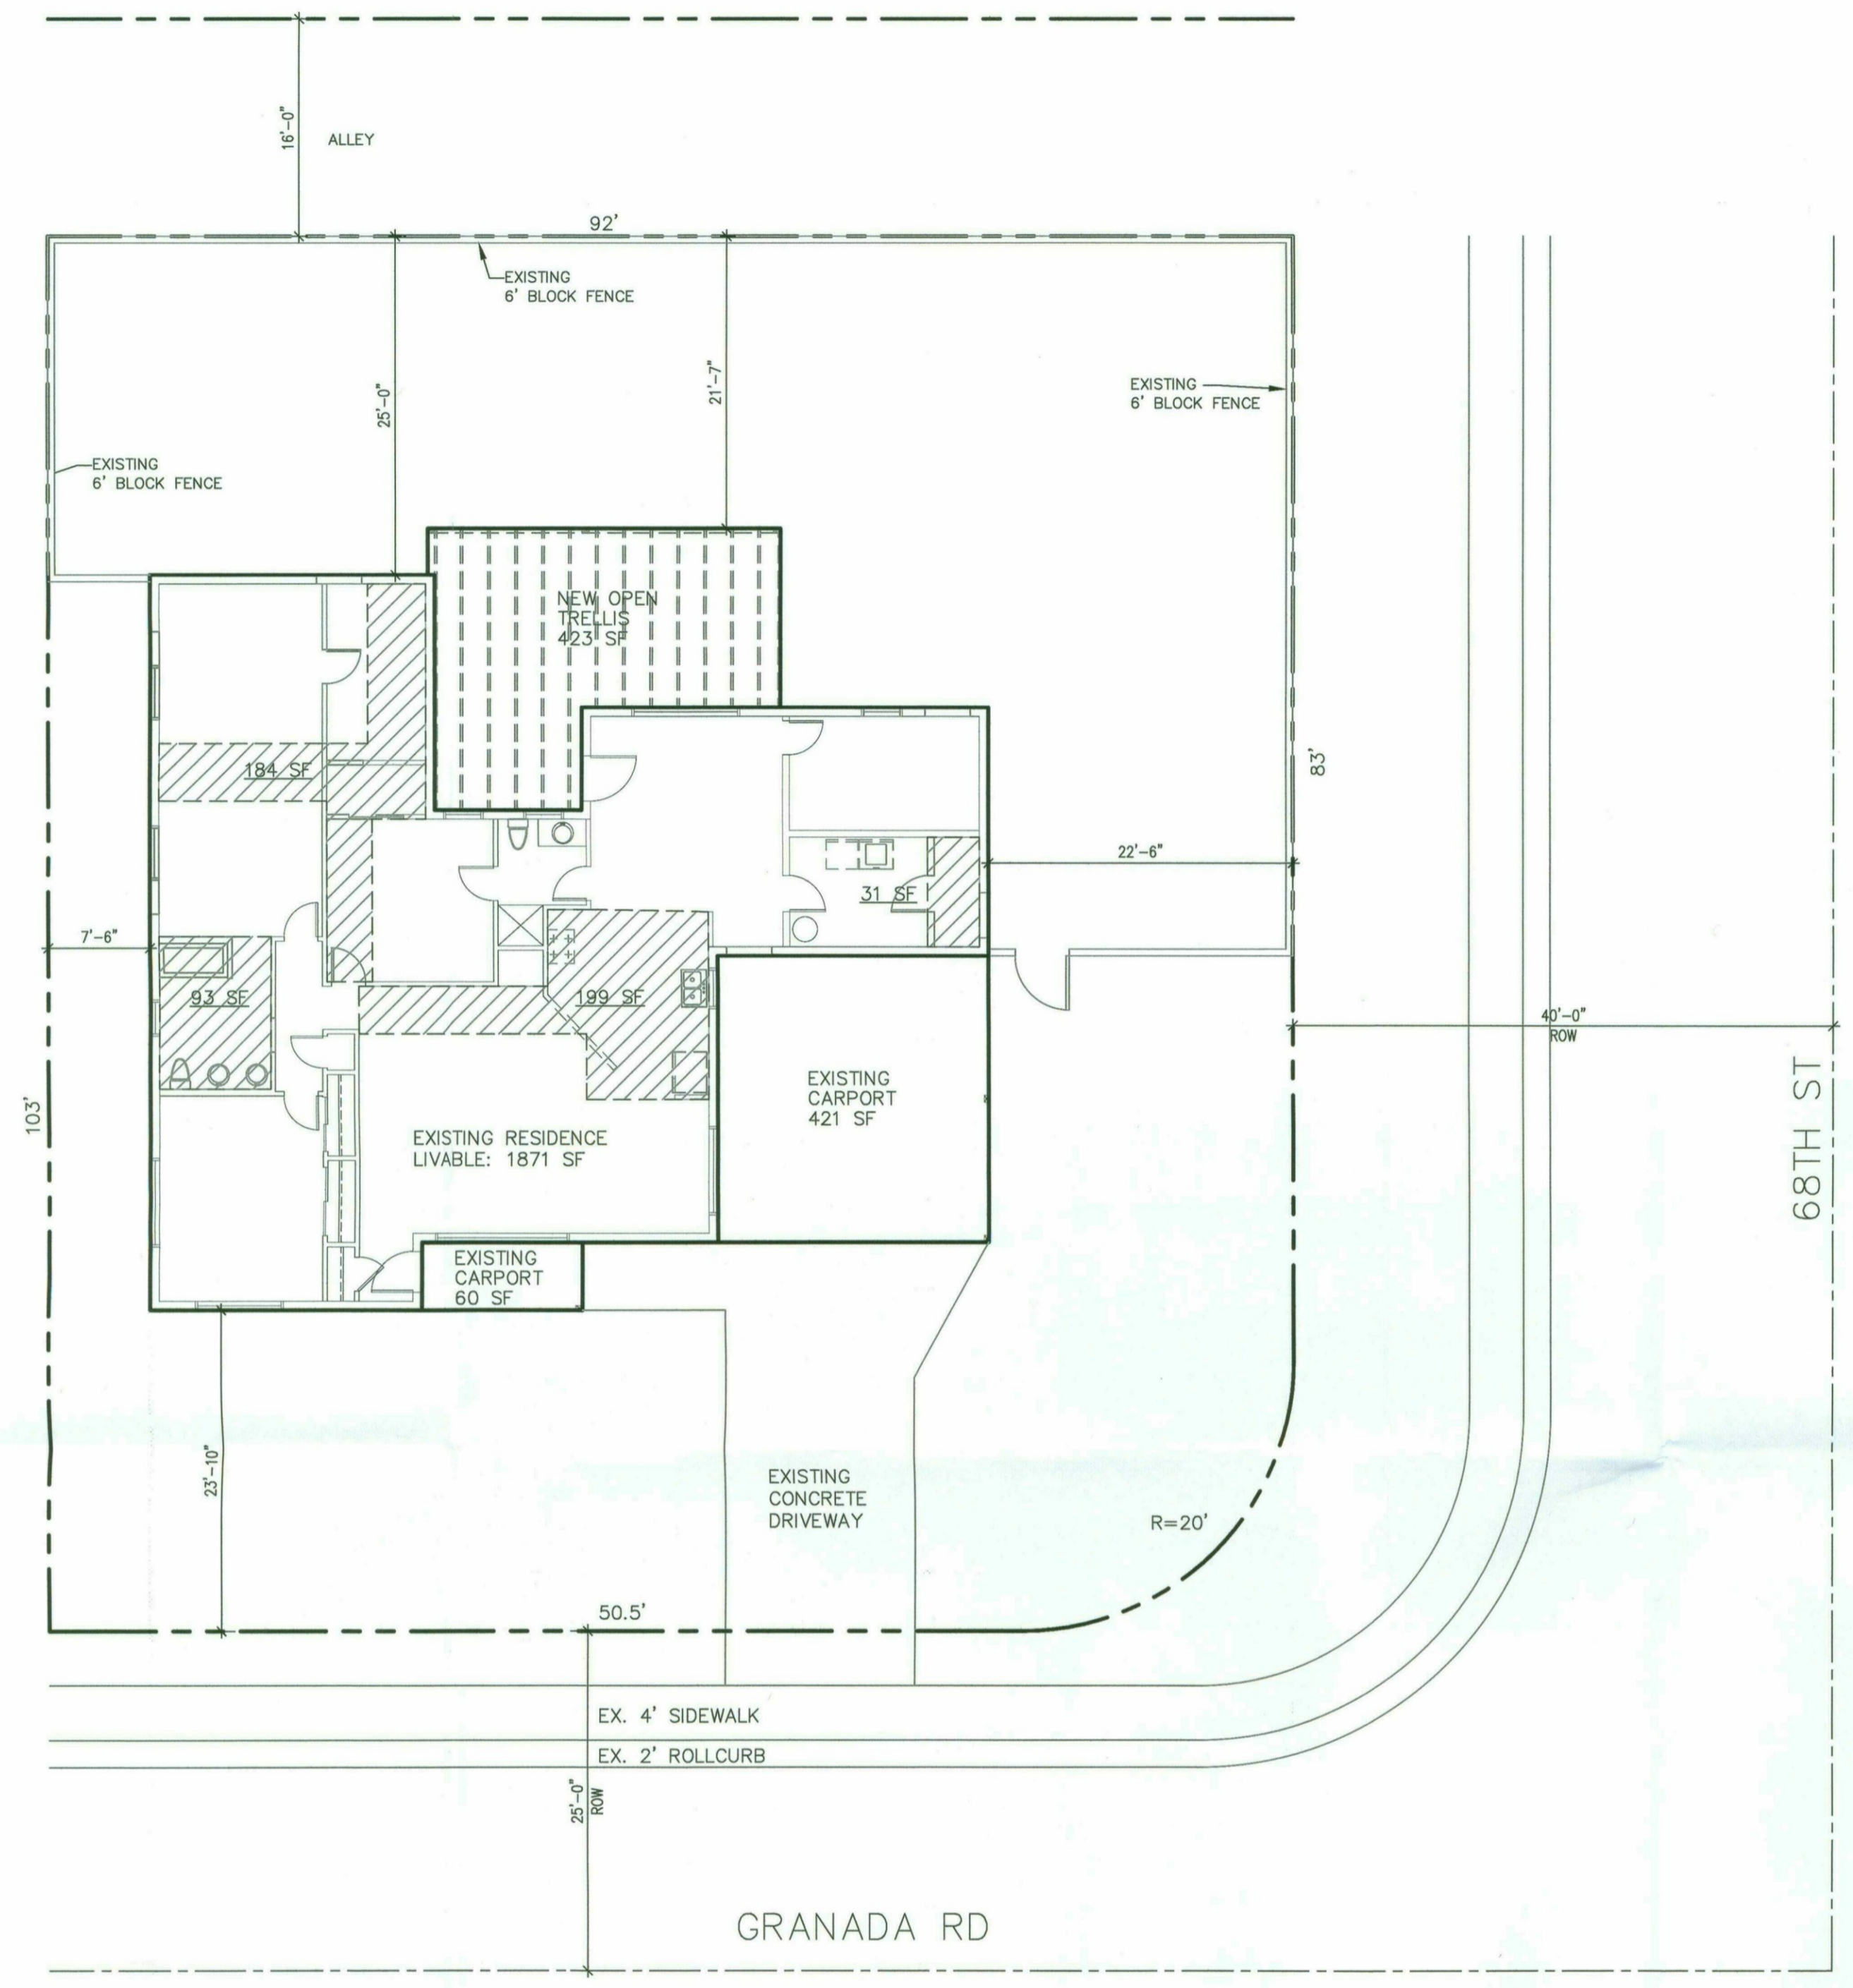 16'-0"
ALLEY
92'
EXISTING
6' BLOCK FENCE
25'-0"
21'-7"
EXISTING
6' BLOCK FENCE
EXISTING
6' BLOCK FENCE
NEW OPEN
TRELLIS
423 SF
184 SF
83'
22'-6"
31 SF
7'-6"
93 SF
199 SF
40'-0"
ROW
103'
EXISTING
CARPORT
421 SF
68TH ST
EXISTING RESIDENCE
LIVABLE: 1871 SF
EXISTING
CARPORT
60 SF
23'-10"
EXISTING
CONCRETE
DRIVEWAY
R=20'
50.5'
EX. 4' SIDEWALK
EX. 2' ROLLCURB
25'-0"
ROW
GRANADA RD